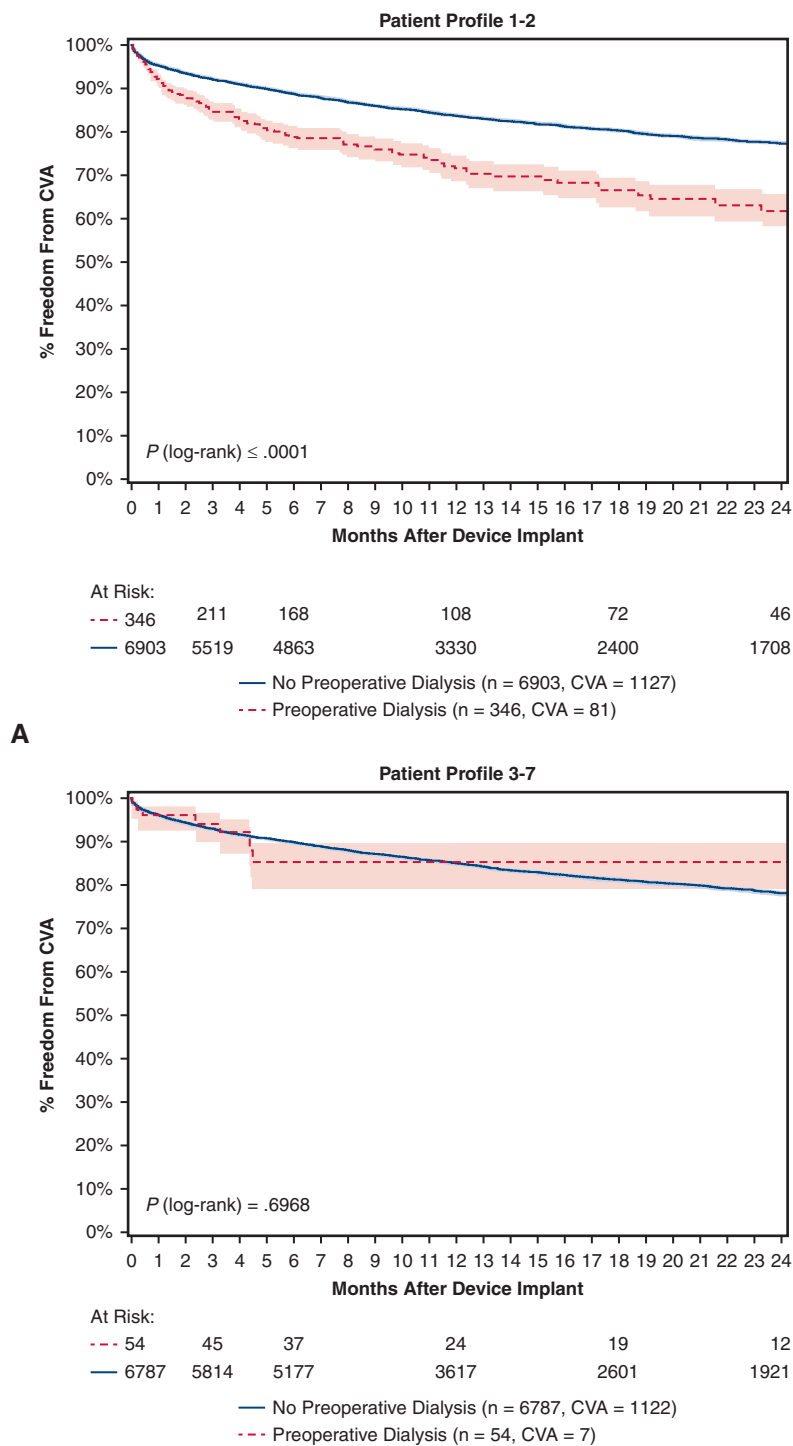 Patient Profile 1-2
100%
90%
80%
70%
60%
50%
40%
30%
20%
10%
0%
% Freedom From CVA
P (log-rank) ≤ .0001
0 1 2 3 4 5 6 7 8 9 10 11 12 13 14 15 16 17 18 19 20 21 22 23 24
Months After Device Implant
At Risk:
346 211 168 108 72 46
6903 5519 4863 3330 2400 1708
No Preoperative Dialysis (n = 6903, CVA = 1127)
Preoperative Dialysis (n = 346, CVA = 81)
A
Patient Profile 3-7
100%
90%
80%
70%
60%
50%
40%
30%
20%
10%
0%
% Freedom From CVA
P (log-rank) = .6968
0 1 2 3 4 5 6 7 8 9 10 11 12 13 14 15 16 17 18 19 20 21 22 23 24
Months After Device Implant
At Risk:
54 45 37 24 19 12
6787 5814 5177 3617 2601 1921
No Preoperative Dialysis (n = 6787, CVA = 1122)
Preoperative Dialysis (n = 54, CVA = 7)